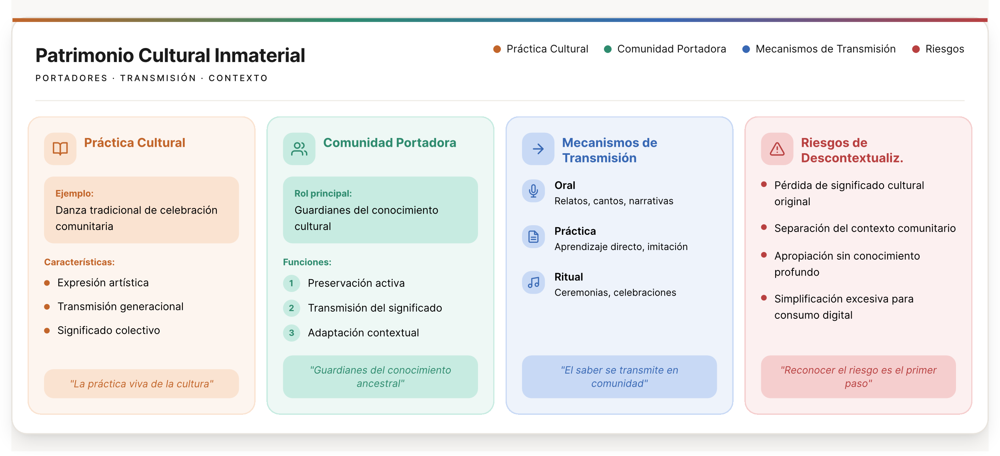 Patrimonio Cultural Inmaterial
PORTADORES · TRANSMISIÓN · CONTEXTO
Práctica Cultural
Comunidad Portadora
Mecanismos de Transmisión
Riesgos
Práctica Cultural
Ejemplo:
Danza tradicional de celebración
comunitaria
Características:
Expresión artística
Transmisión generacional
Significado colectivo
"La práctica viva de la cultura"
Comunidad Portadora
Rol principal:
Guardianes del conocimiento
cultural
Funciones:
1 Preservación activa
2 Transmisión del significado
3 Adaptación contextual
"Guardianes del conocimiento
ancestral"
Mecanismos de
Transmisión
Oral
Relatos, cantos, narrativas
Práctica
Aprendizaje directo, imitación
Ritual
Ceremonias, celebraciones
"El saber se transmite en
comunidad"
Riesgos de
Descontextualiz.
Pérdida de significado cultural
original
Separación del contexto comunitario
Apropiación sin conocimiento
profundo
Simplificación excesiva para
consumo digital
"Reconocer el riesgo es el primer
paso"